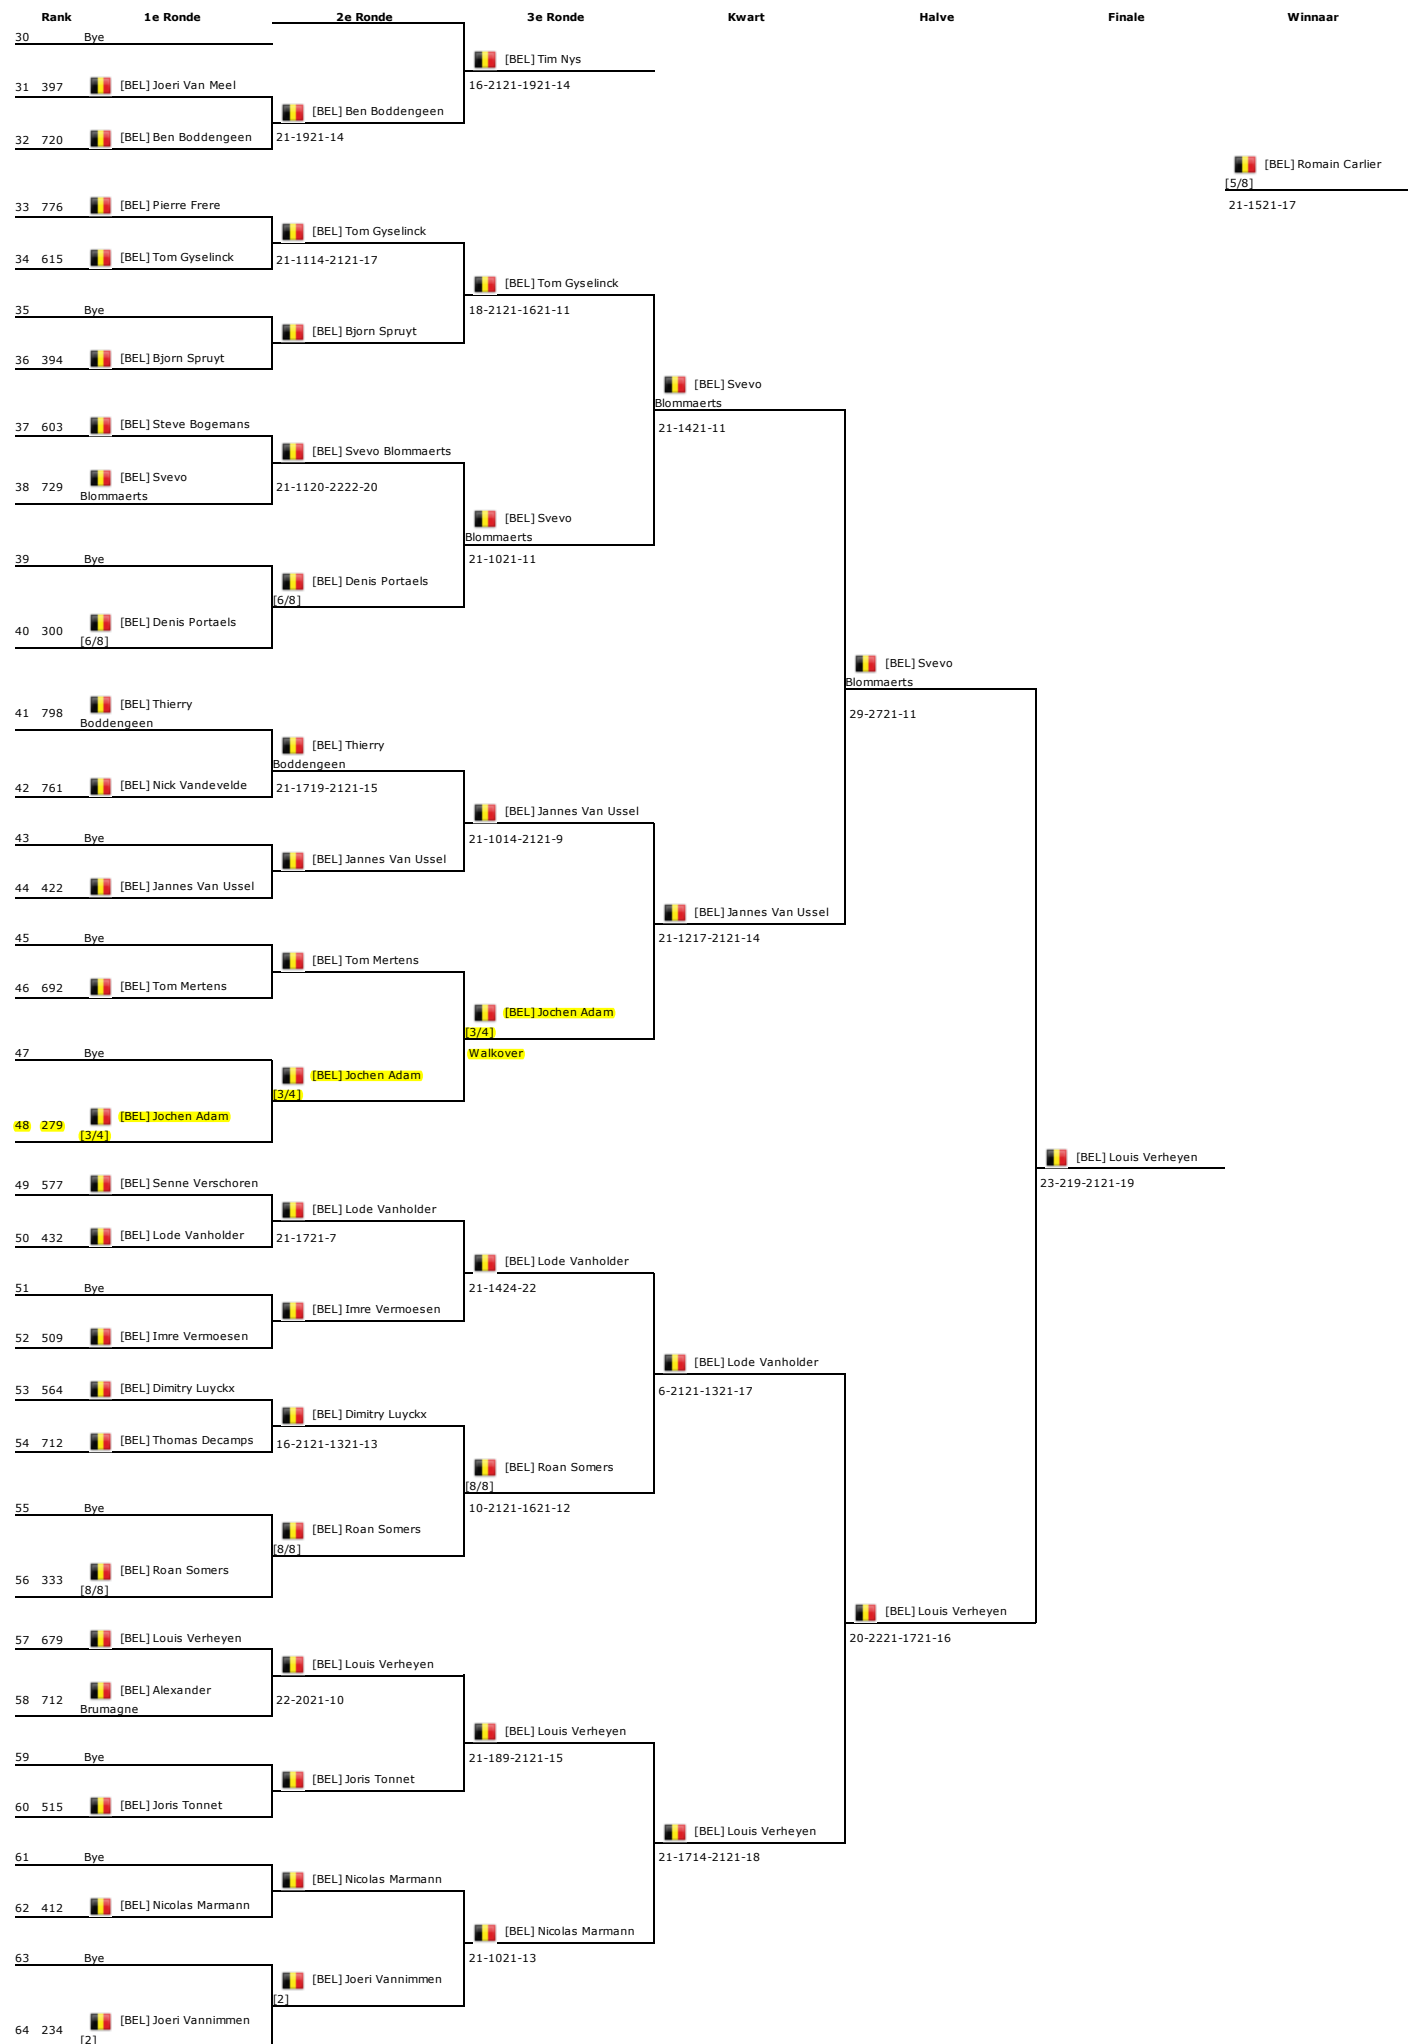 Rank 1e Ronde 2e Ronde 3e Ronde Kwart Halve Finale Winnaar
30 Bye
[BEL] Tim Nys
31 397 [BEL] Joeri Van Meel
16-2121-1921-14
[BEL] Ben Boddengeen
32 720 [BEL] Ben Boddengeen
21-1921-14
[BEL] Romain Carlier
[5/8]
21-1521-17
33 776 [BEL] Pierre Frere
[BEL] Tom Gyselinck
34 615 [BEL] Tom Gyselinck
21-1114-2121-17
[BEL] Tom Gyselinck
18-2121-1621-11
35 Bye
[BEL] Bjorn Spruyt
36 394 [BEL] Bjorn Spruyt
[BEL] Svevo
Blommaerts
21-1421-11
37 603 [BEL] Steve Bogemans
[BEL] Svevo Blommaerts
38 729 [BEL] Svevo
Blommaerts
21-1120-2222-20
[BEL] Svevo
Blommaerts
21-1021-11
39 Bye
[BEL] Denis Portaels
[6/8]
40 300 [BEL] Denis Portaels
[6/8]
[BEL] Svevo
Blommaerts
29-2721-11
41 798 [BEL] Thierry
Boddengeen
[BEL] Thierry
Boddengeen
42 761 [BEL] Nick Vandevelde
21-1719-2121-15
[BEL] Jannes Van Ussel
21-1014-2121-9
43 Bye
[BEL] Jannes Van Ussel
44 422 [BEL] Jannes Van Ussel
[BEL] Jannes Van Ussel
21-1217-2121-14
45 Bye
[BEL] Tom Mertens
46 692 [BEL] Tom Mertens
[BEL] Jochen Adam
[3/4]
Walkover
47 Bye
[BEL] Jochen Adam
[3/4]
48 279 [BEL] Jochen Adam
[3/4]
[BEL] Louis Verheyen
23-219-2121-19
49 577 [BEL] Senne Verschoren
[BEL] Lode Vanholder
50 432 [BEL] Lode Vanholder
21-1721-7
[BEL] Lode Vanholder
21-1424-22
51 Bye
[BEL] Imre Vermoesen
52 509 [BEL] Imre Vermoesen
[BEL] Lode Vanholder
6-2121-1321-17
53 564 [BEL] Dimitry Luyckx
[BEL] Dimitry Luyckx
54 712 [BEL] Thomas Decamps
16-2121-1321-13
[BEL] Roan Somers
[8/8]
10-2121-1621-12
55 Bye
[BEL] Roan Somers
[8/8]
56 333 [BEL] Roan Somers
[8/8]
[BEL] Louis Verheyen
20-2221-1721-16
57 679 [BEL] Louis Verheyen
[BEL] Louis Verheyen
58 712 [BEL] Alexander
Brumagne
22-2021-10
[BEL] Louis Verheyen
21-189-2121-15
59 Bye
[BEL] Joris Tonnet
60 515 [BEL] Joris Tonnet
[BEL] Louis Verheyen
21-1714-2121-18
61 Bye
[BEL] Nicolas Marmann
62 412 [BEL] Nicolas Marmann
[BEL] Nicolas Marmann
21-1021-13
63 Bye
[BEL] Joeri Vannimmen
[2]
64 234 [BEL] Joeri Vannimmen
[2]